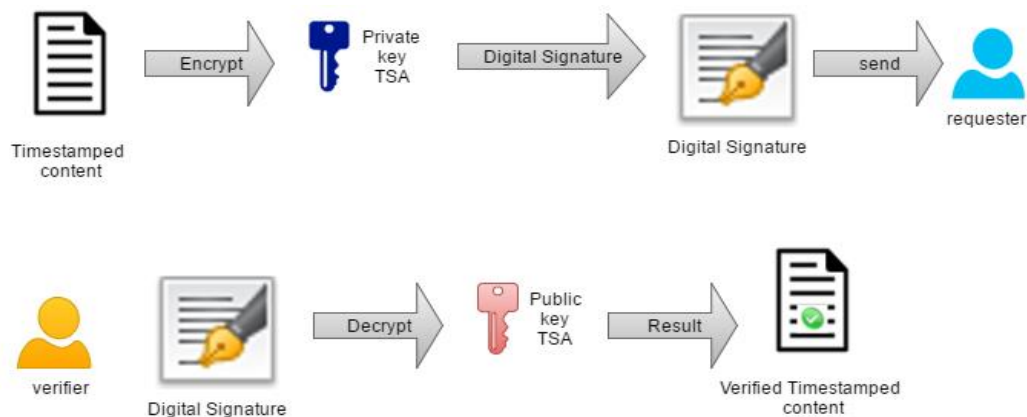 Encrypt
Private
key
TSA
Digital Signature
send
requester
Timestamped
content
Digital Signature
Decrypt
Public
key
TSA
Result
verifier
Digital Signature
Verified Timestamped
content